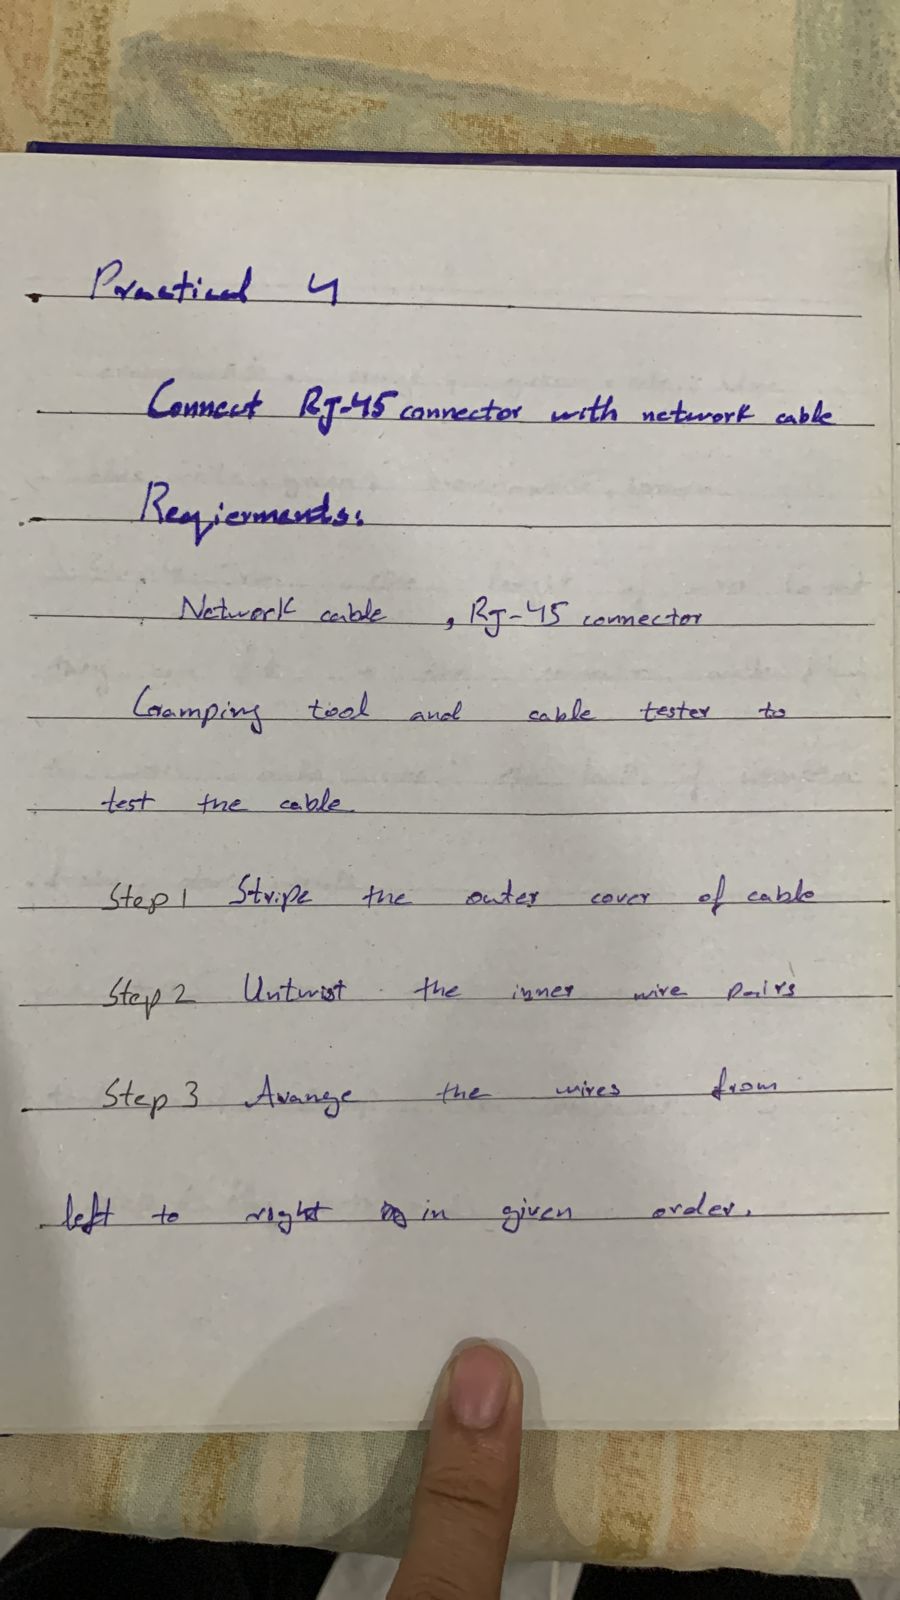 Practical 4
Connect RJ-45 connector with network cable
Reqierments:
Network cable , RJ-45 connector
Cramping tool and cable tester to
test the cable.
Step 1 Stripe the outer cover of cable
Step 2 Untwist the inner wire pairs
Step 3 Arange the wires from
left to right in given order.